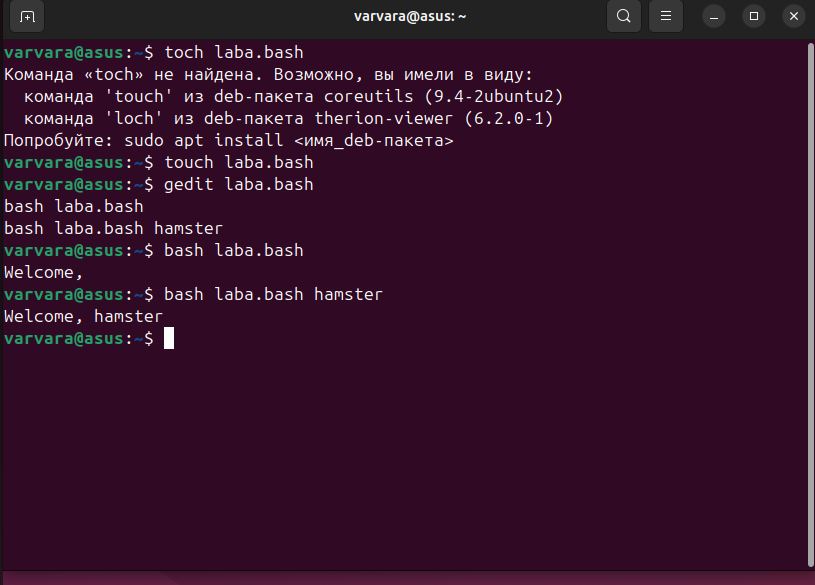 varvara@asus: ~
varvara@asus:~$ toch laba.bash
Команда «toch» не найдена. Возможно, вы имели в виду:
  команда 'touch' из deb-пакета coreutils (9.4-2ubuntu2)
  команда 'loch' из deb-пакета therion-viewer (6.2.0-1)
Попробуйте: sudo apt install <имя_deb-пакета>
varvara@asus:~$ touch laba.bash
varvara@asus:~$ gedit laba.bash
bash laba.bash
bash laba.bash hamster
varvara@asus:~$ bash laba.bash
Welcome,
varvara@asus:~$ bash laba.bash hamster
Welcome, hamster
varvara@asus:~$